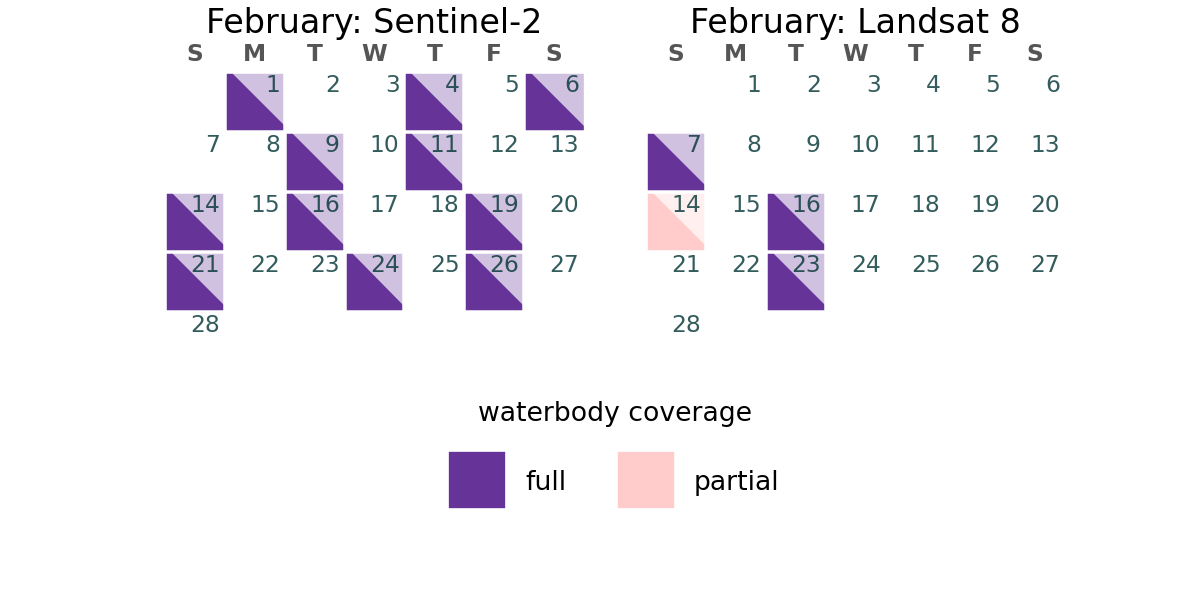 February: Sentinel-2
S M T W T F S
1 2 3 4 5 6
7 8 9 10 11 12 13
14 15 16 17 18 19 20
21 22 23 24 25 26 27
28
February: Landsat 8
S M T W T F S
1 2 3 4 5 6
7 8 9 10 11 12 13
14 15 16 17 18 19 20
21 22 23 24 25 26 27
28
waterbody coverage
full
partial